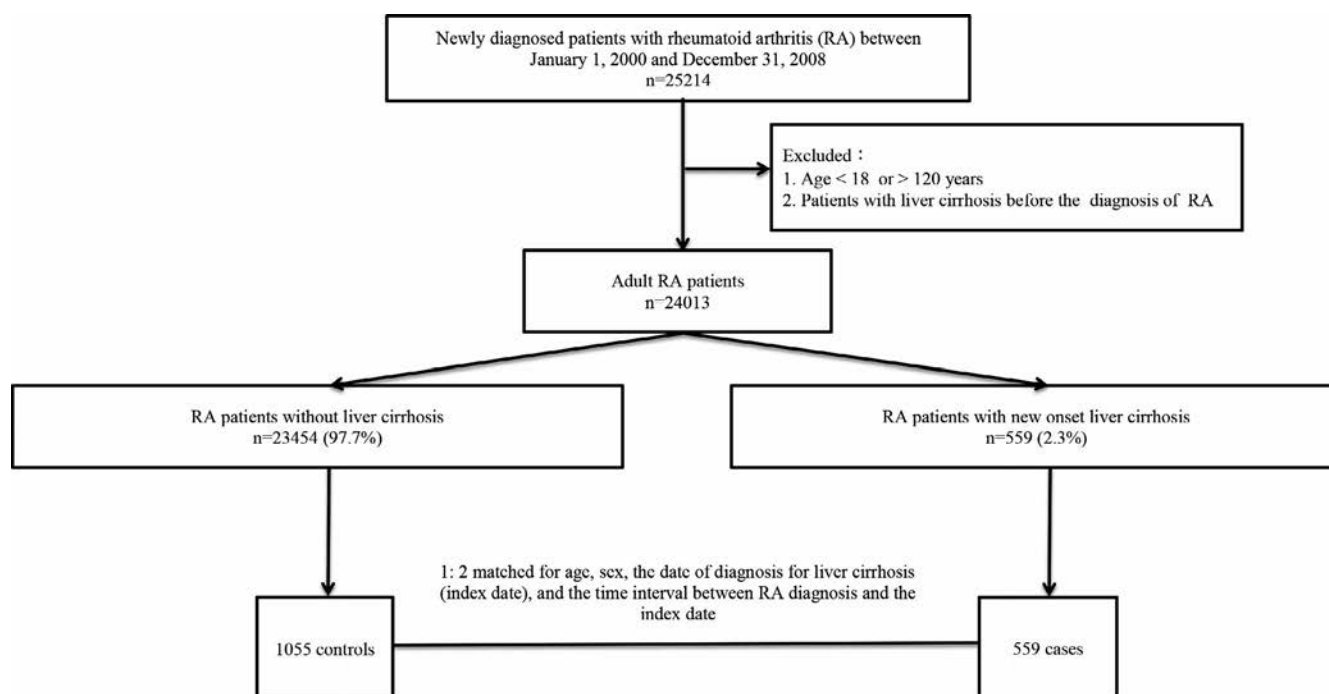 Newly diagnosed patients with rheumatoid arthritis (RA) between
January 1, 2000 and December 31, 2008
n=25214
Excluded：
1. Age < 18 or > 120 years
2. Patients with liver cirrhosis before the diagnosis of RA
Adult RA patients
n=24013
RA patients without liver cirrhosis
n=23454 (97.7%)
RA patients with new onset liver cirrhosis
n=559 (2.3%)
1: 2 matched for age, sex, the date of diagnosis for liver cirrhosis
(index date), and the time interval between RA diagnosis and the
index date
1055 controls
559 cases